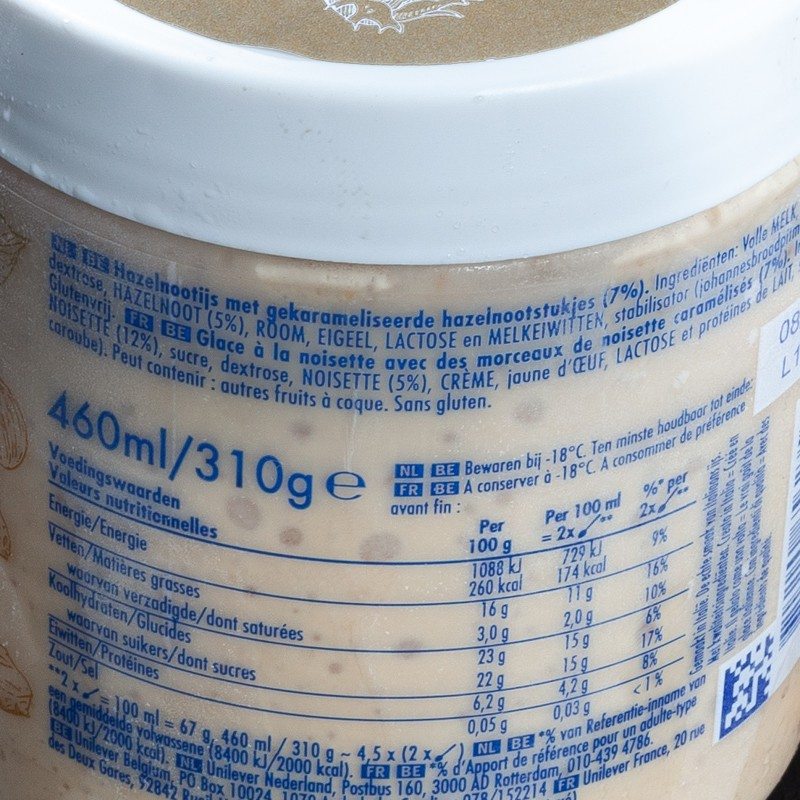 NL BE Hazelnootijs met gekarameliseerde hazelnootstukjes (7%). Ingrediënten: Volle MELK,
dextrose, HAZELNOOT (5%), ROOM, EIGEEL, LACTOSE en MELKEIWITTEN, stabilisator (johannesbroodpitm
Glutenvrij. FR BE Glace à la noisette avec des morceaux de noisette caramélisés (7%).
NOISETTE (12%), sucre, dextrose, NOISETTE (5%), CRÈME, jaune d'ŒUF, LACTOSE et protéines de LAIT,
caroube). Peut contenir : autres fruits à coque. Sans gluten.
08
L1
460ml/310g e
NL BE Bewaren bij -18°C. Ten minste houdbaar tot einde:
FR BE A conserver à -18°C. A consommer de préférence
avant fin :
Voedingswaarden
Valeurs nutritionnelles
Per 100 g
Per 100 ml = 2x **
%* per 2x **
Energie/Energie 1088 kJ 260 kcal 729 kJ 174 kcal 9%
Vetten/Matières grasses 16 g 11 g 16%
waarvan verzadigde/dont saturées 3,0 g 2,0 g 10%
Koolhydraten/Glucides 23 g 15 g 6%
waarvan suikers/dont sucres 22 g 15 g 17%
Eiwitten/Protéines 6,2 g 4,2 g 8%
Zout/Sel 0,05 g 0,03 g <1%
**2 x = 100 ml = 67 g, 460 ml / 310 g ~ 4,5 x (2 x ). NL BE *% van Referentie-inname van
een gemiddelde volwassene (8400 kJ/2000 kcal). FR BE *% d'Apport de référence pour un adulte-type
(8400 kJ/2000 kcal). NL Unilever Nederland, Postbus 160, 3000 AD Rotterdam, 010-439 4786.
BE Unilever Belgium, PO Box 10024, 1070 078/152214 FR Unilever France, 20 rue
des Deux Gares, 92842